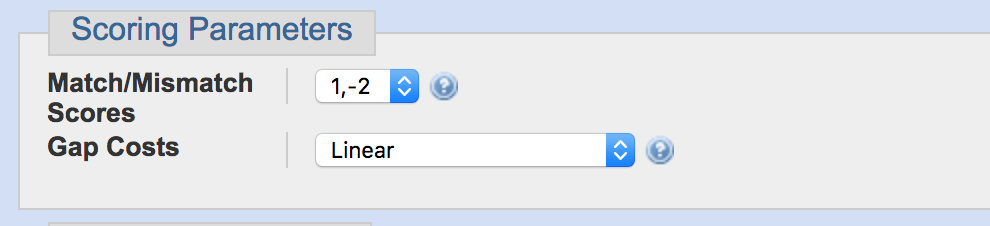 Scoring Parameters
Match/Mismatch
Scores
1,-2
?
Gap Costs
Linear
?